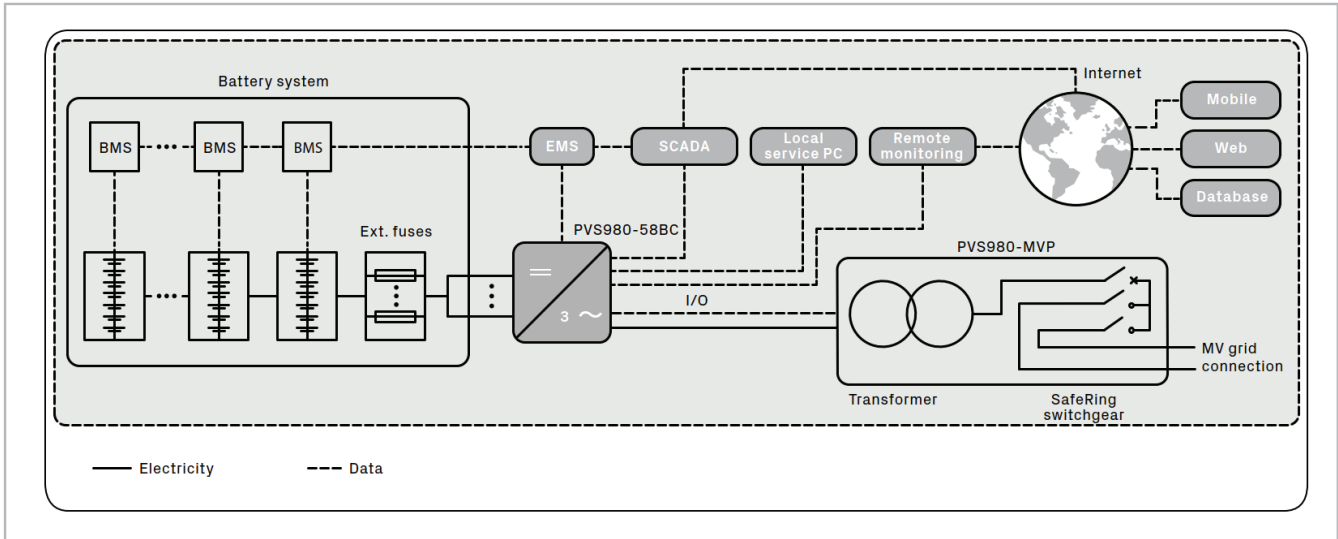 Battery system
Internet
BMS
BMS
BMS
EMS
SCADA
Local
service PC
Remote
monitoring
Mobile
Web
Database
Ext. fuses
PVS980-58BC
3
I/O
PVS980-MVP
MV grid
connection
Transformer
SafeRing
switchgear
Electricity
Data